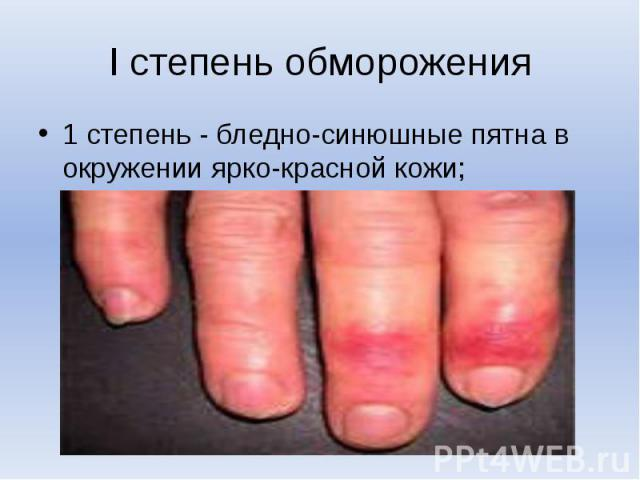 I степень обморожения
• 1 степень - бледно-синюшные пятна в
окружении ярко-красной кожи;
PPt4WEB.ru